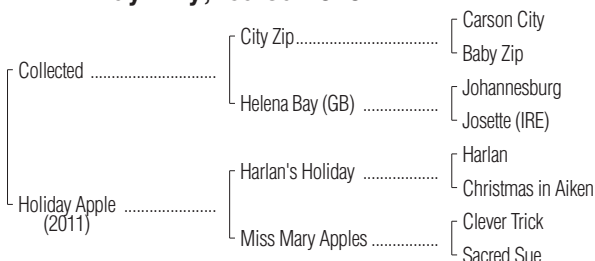 Carson City
City Zip....................................
Baby Zip
Collected ...............................
Johannesburg
Helena Bay (GB) ...................
Josette (IRE)
Harlan
Harlan's Holiday ...................
Christmas in Aiken
Holiday Apple .......................
(2011)
Clever Trick
Miss Mary Apples .................
Sacred Sue